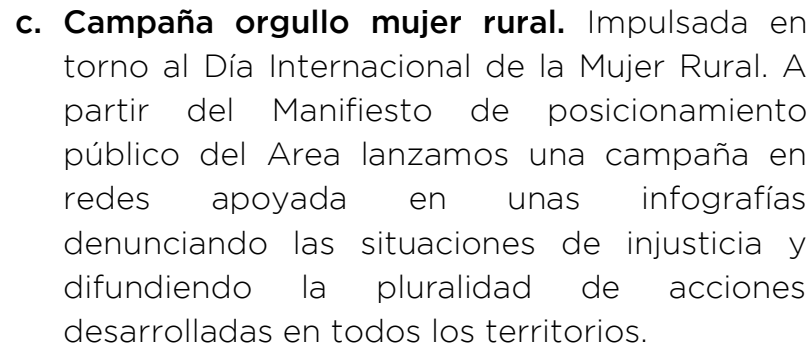 c. Campaña orgullo mujer rural. Impulsada en
torno al Día Internacional de la Mujer Rural. A
partir del Manifiesto de posicionamiento
público del Area lanzamos una campaña en
redes apoyada en unas infografías
denunciando las situaciones de injusticia y
difundiendo la pluralidad de acciones
desarrolladas en todos los territorios.